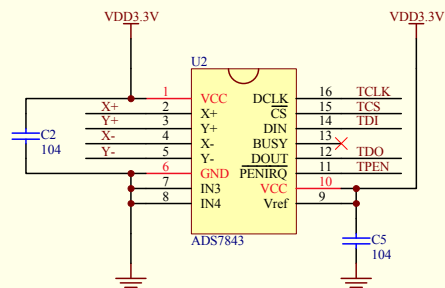 VDD3.3V
VDD3.3V
U2
1 VCC DCLK 16 TCLK
X+ 2 X+ CS 15 TCS
Y+ 3 Y+ DIN 14 TDI
X- 4 X- BUSY 13
Y- 5 Y- DOUT 12 TDO
6 GND PENIRQ 11 TPEN
7 IN3 VCC 10
8 IN4 Vref 9
ADS7843
C2
104
C5
104